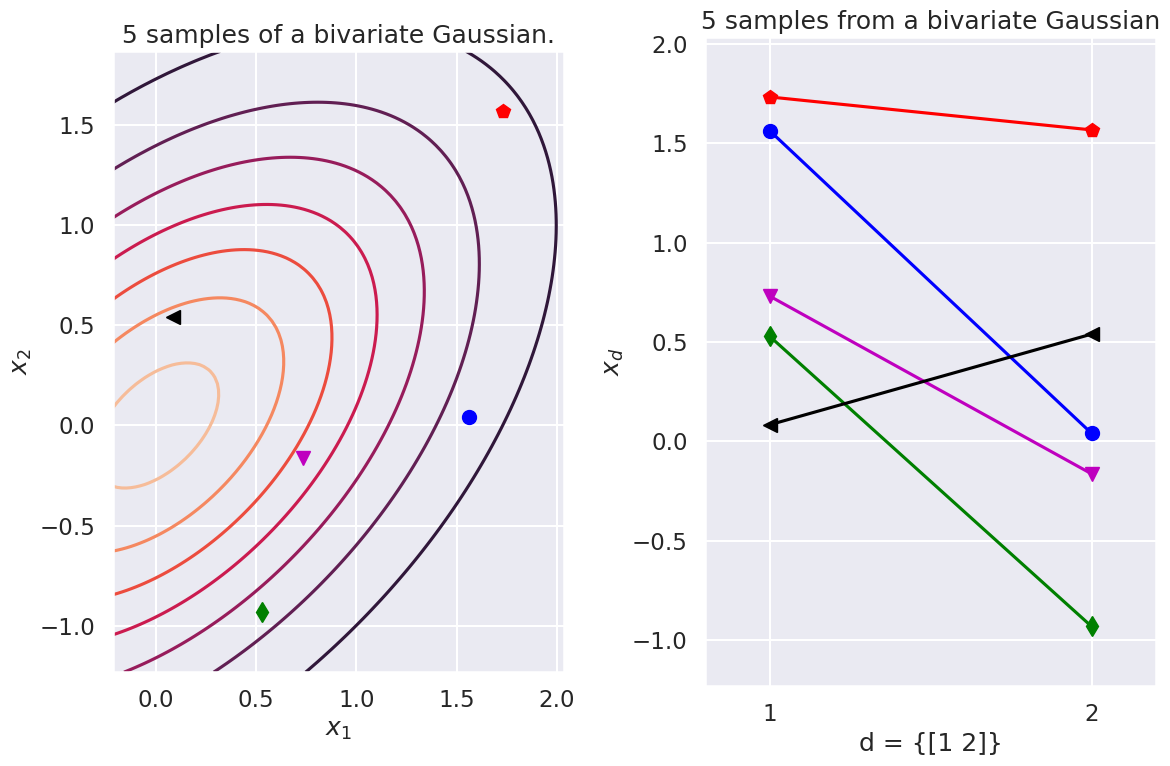 5 samples of a bivariate Gaussian.
1.5
1.0
0.5
0.0
−0.5
−1.0
x₂
0.0 0.5 1.0 1.5 2.0
x₁
5 samples from a bivariate Gaussian
2.0
1.5
1.0
0.5
0.0
−0.5
−1.0
x_d
1 2
d = {[1 2]}